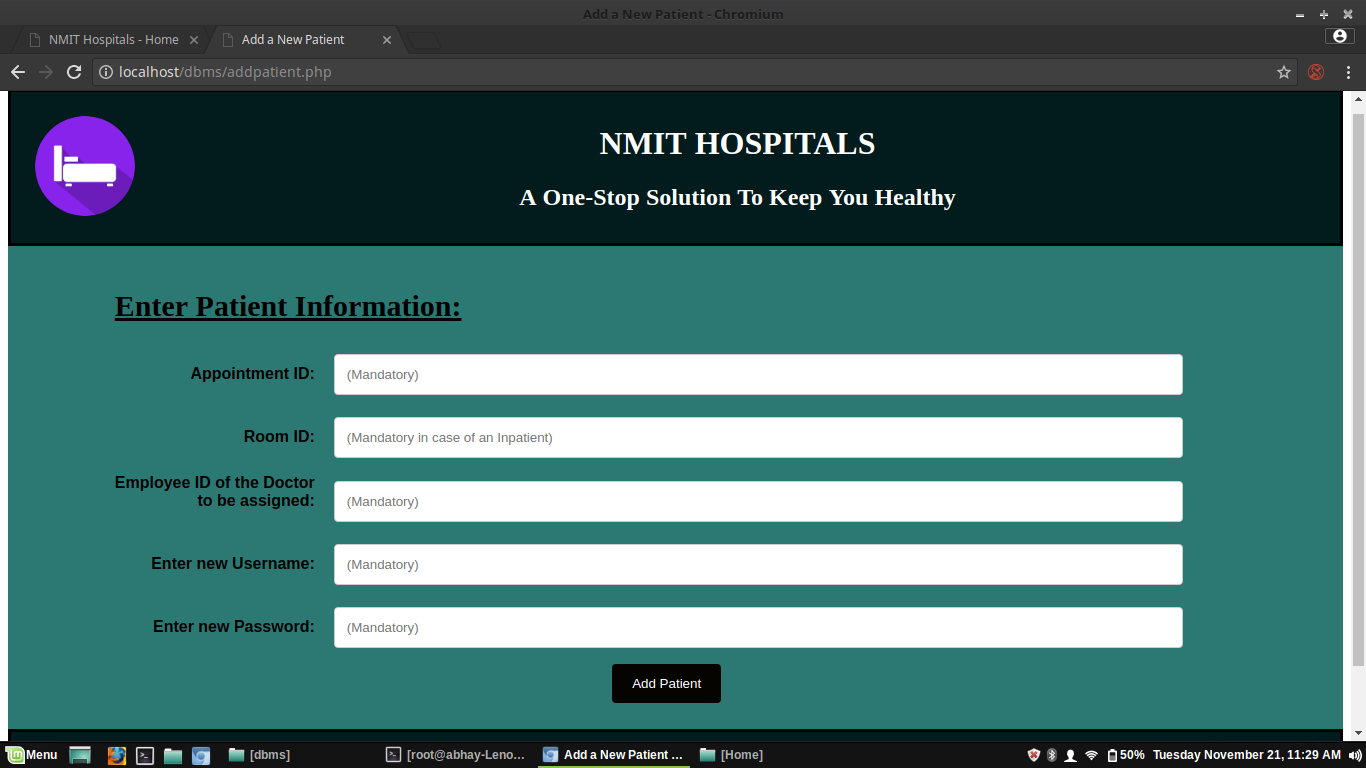 Add a New Patient - Chromium
NMIT Hospitals - Home
Add a New Patient
localhost/dbms/addpatient.php
NMIT HOSPITALS
A One-Stop Solution To Keep You Healthy
Enter Patient Information:
Appointment ID:
(Mandatory)
Room ID:
(Mandatory in case of an Inpatient)
Employee ID of the Doctor
to be assigned:
(Mandatory)
Enter new Username:
(Mandatory)
Enter new Password:
(Mandatory)
Add Patient
Menu
[dbms]
[root@abhay-Leno...
Add a New Patient ...
[Home]
50%
Tuesday November 21, 11:29 AM